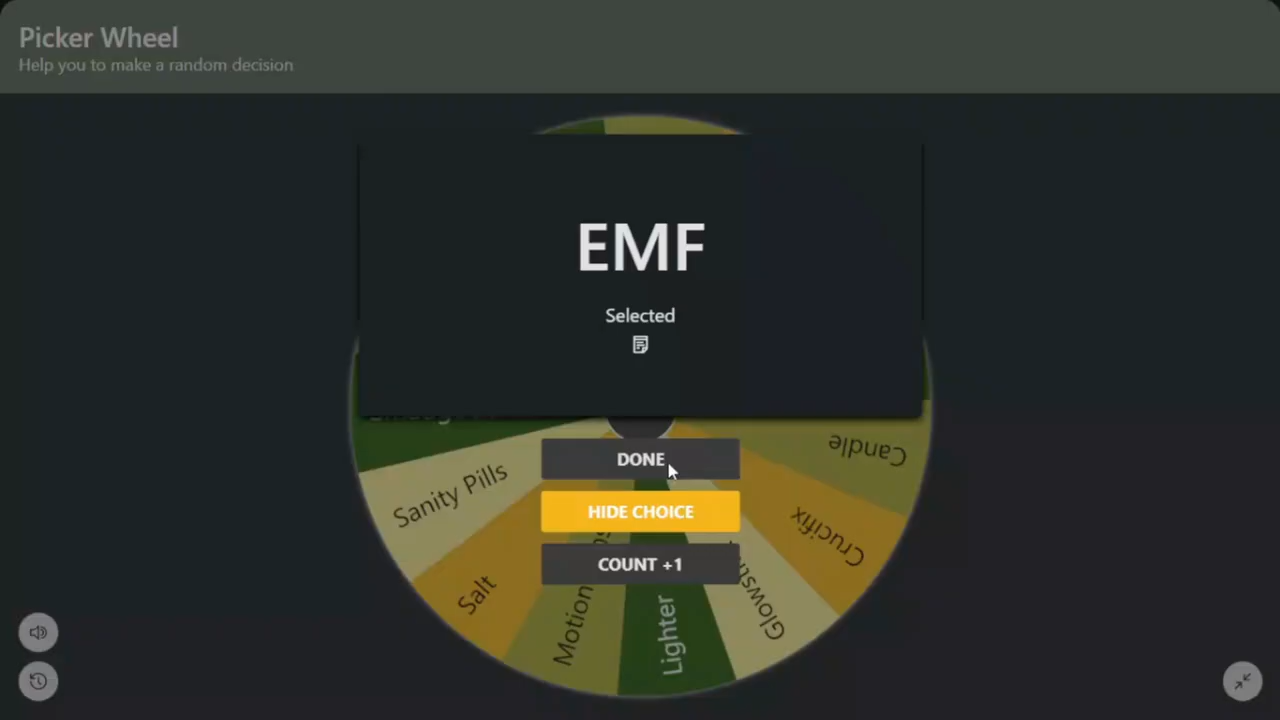 Picker Wheel
Help you to make a random decision
EMF
Selected
DONE
HIDE CHOICE
COUNT +1
Candle
Crucifix
Lighter
Motion
Salt
Sanity Pills